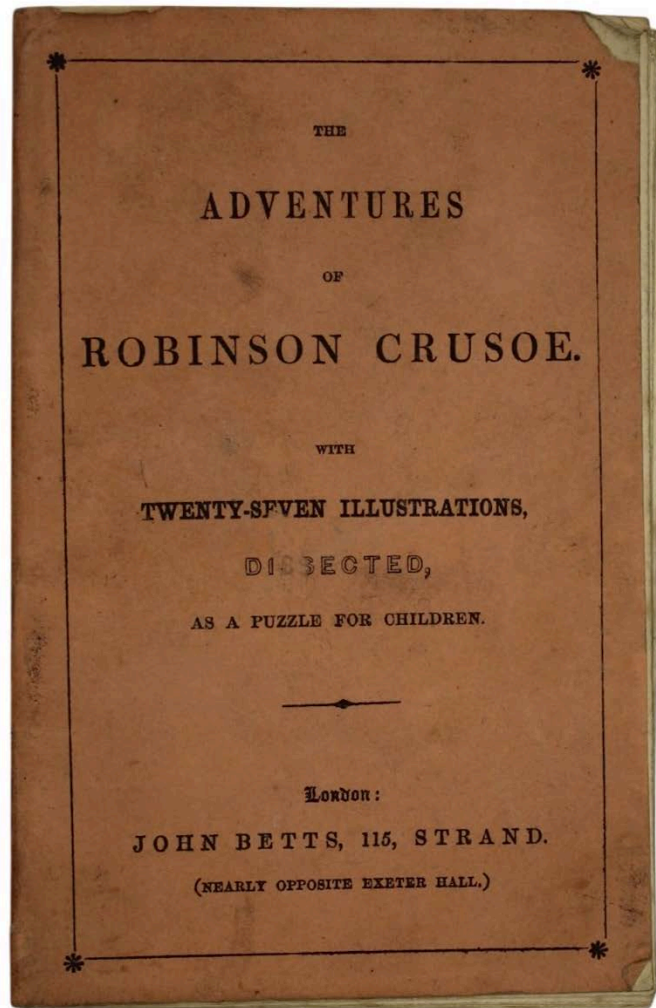 THE
ADVENTURES
OF
ROBINSON CRUSOE.
WITH
TWENTY-SEVEN ILLUSTRATIONS,
DISSECTED,
AS A PUZZLE FOR CHILDREN.
London:
JOHN BETTS, 115, STRAND.
(NEARLY OPPOSITE EXETER HALL.)